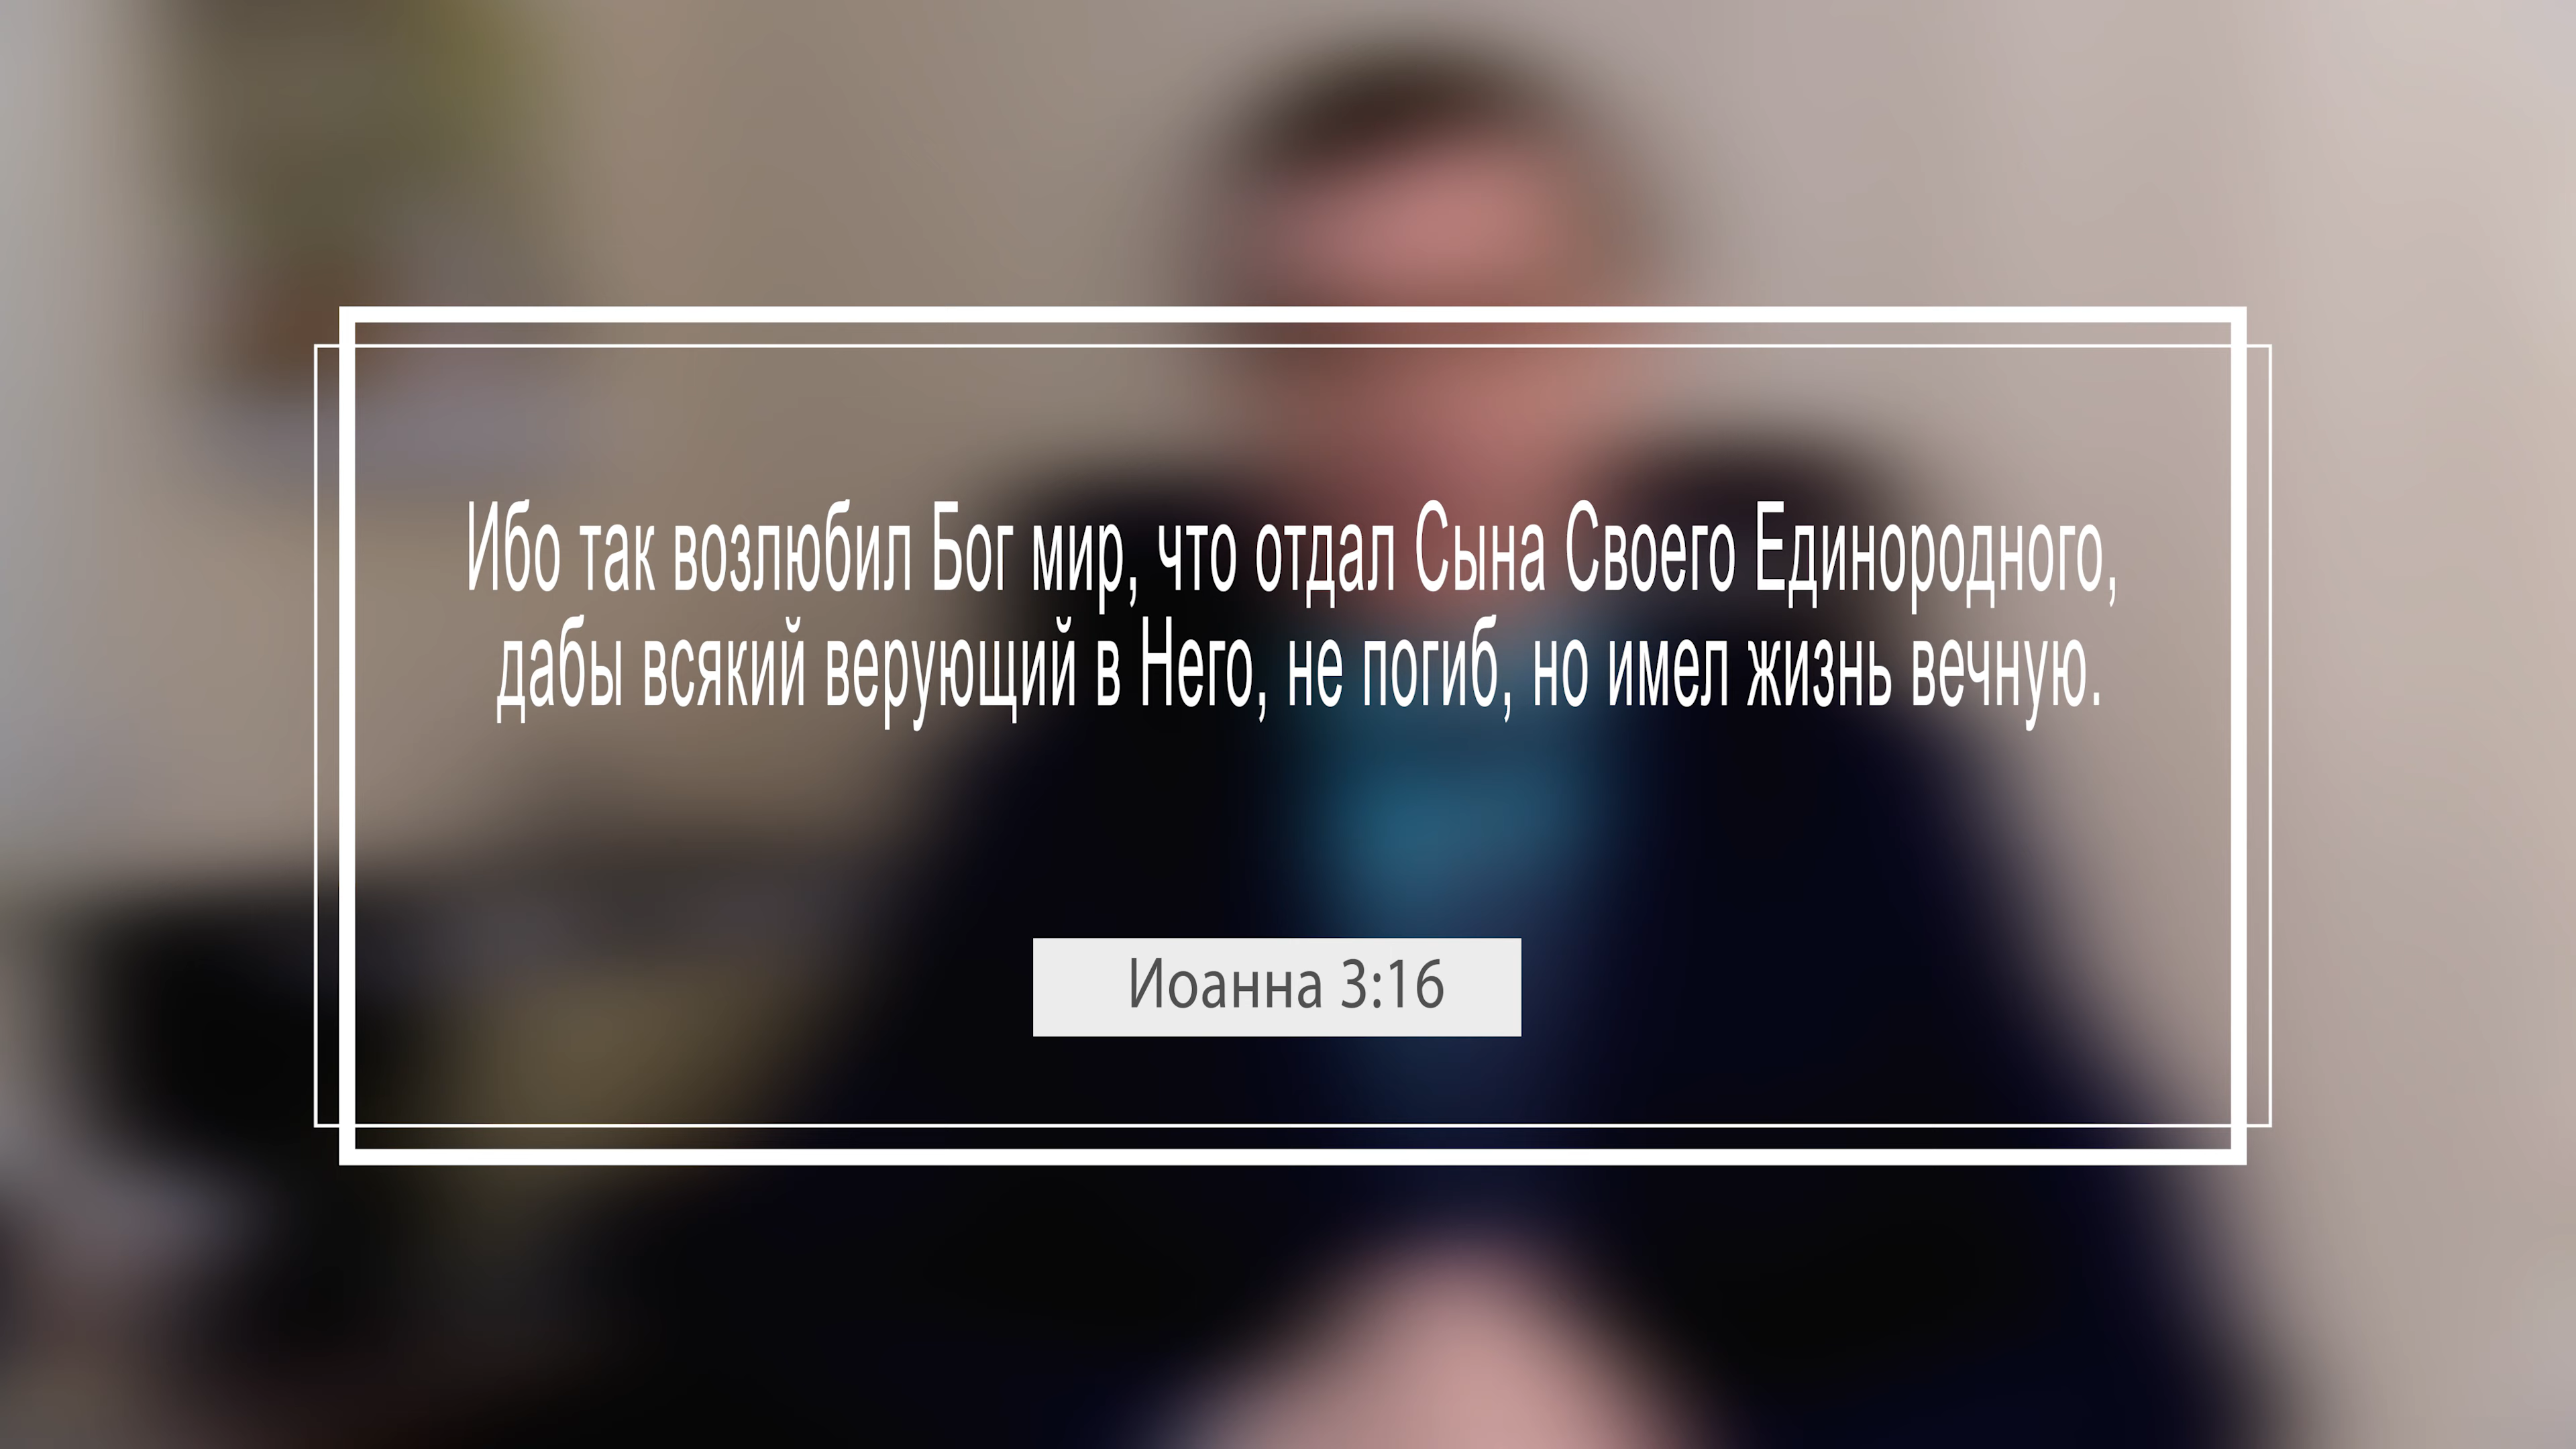 Ибо так возлюбил Бог мир, что отдал Сына Своего Единородного,
дабы всякий верующий в Него, не погиб, но имел жизнь вечную.
Иоанна 3:16